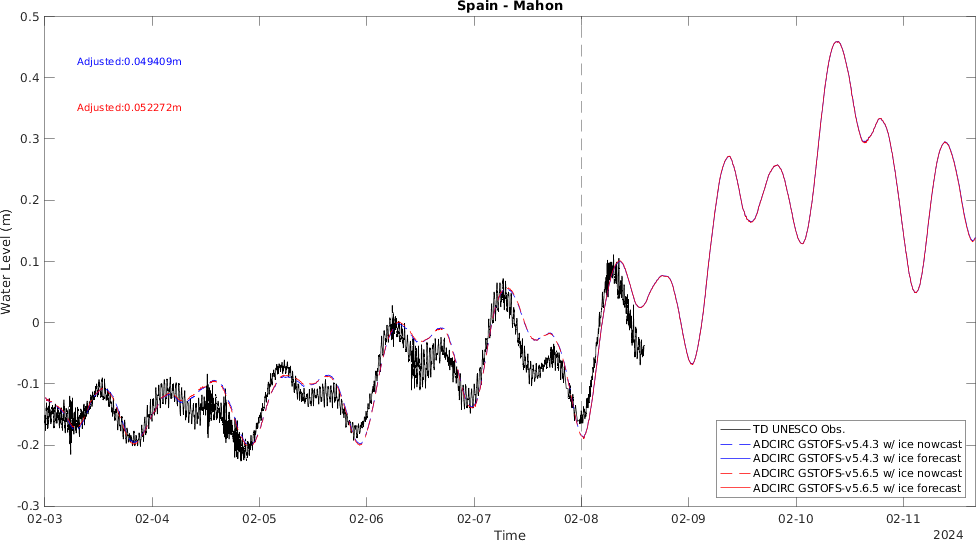 Spain - Mahon
0.5
0.4
0.3
0.2
0.1
0
-0.1
-0.2
-0.3
Water Level (m)
Adjusted:0.049409m
Adjusted:0.052272m
TD UNESCO Obs.
ADCIRC GSTOFS-v5.4.3 w/ ice nowcast
ADCIRC GSTOFS-v5.4.3 w/ ice forecast
ADCIRC GSTOFS-v5.6.5 w/ ice nowcast
ADCIRC GSTOFS-v5.6.5 w/ ice forecast
02-03 02-04 02-05 02-06 02-07 02-08 02-09 02-10 02-11
Time
2024